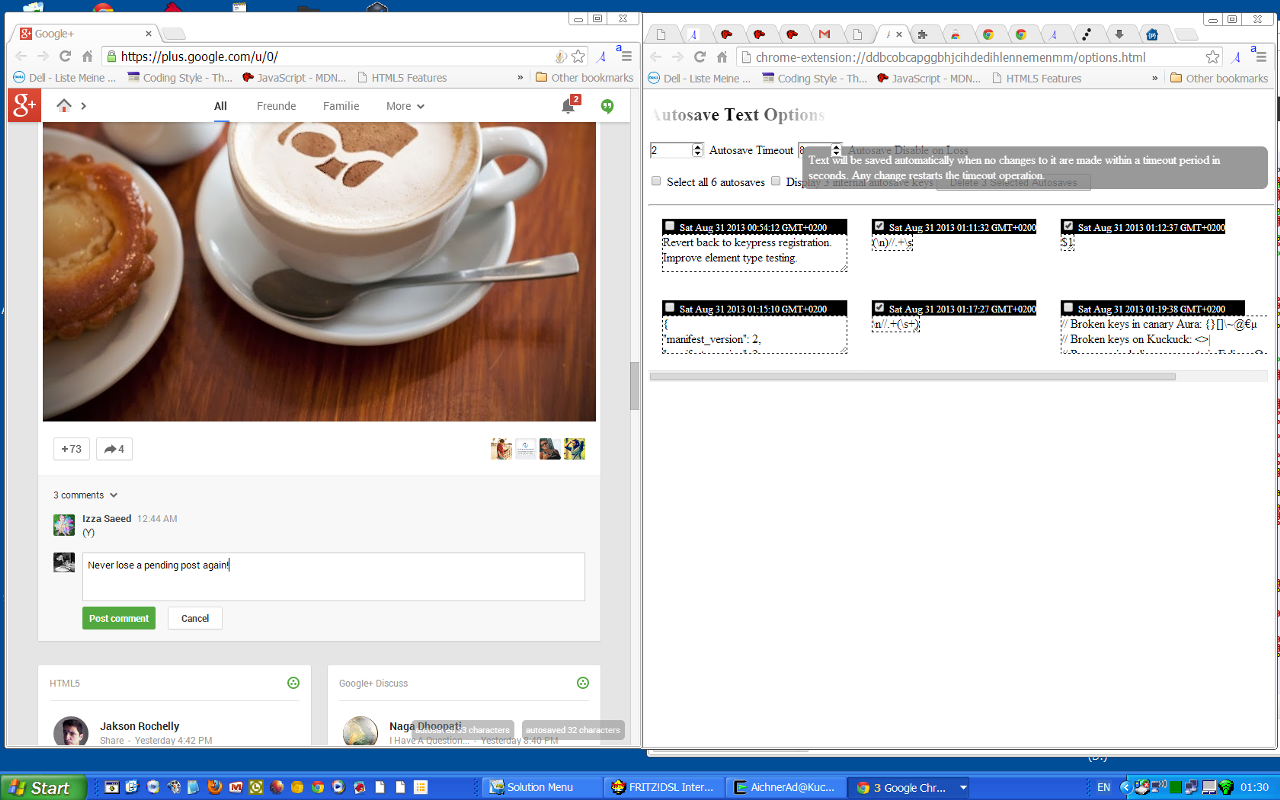 Google+
https://plus.google.com/u/0/
Dell - Liste Meine ...
Coding Style - Th...
JavaScript - MDN...
HTML5 Features
»
Other bookmarks
g+
All
Freunde
Familie
More
2
+73
4
3 comments
Izza Saeed 12:44 AM
(Y)
Never lose a pending post again!
Post comment
Cancel
HTML5
Jakson Rochelly
Share - Yesterday 4:42 PM
Google+ Discuss
Naga Dhoopati
I Have A Question... - Yesterday 8:40 PM
autosaved 33 characters
autosaved 32 characters
chrome-extension://ddbcobcapggbhjcihdedihlennemenmm/options.html
Dell - Liste Meine ...
Coding Style - Th...
JavaScript - MDN...
HTML5 Features
»
Other bookmarks
Autosave Text Options
2 Autosave Timeout 8 Autosave Disable on Loss
Text will be saved automatically when no changes to it are made within a timeout period in
seconds. Any change restarts the timeout operation.
Select all 6 autosaves Display 3 internal autosave keys Delete 3 Selected Autosaves
Sat Aug 31 2013 00:54:12 GMT+0200
Revert back to keypress registration.
Improve element type testing.
Sat Aug 31 2013 01:11:32 GMT+0200
(\n)//.+\s
Sat Aug 31 2013 01:12:37 GMT+0200
$1
Sat Aug 31 2013 01:15:10 GMT+0200
{
"manifest_version": 2,
Sat Aug 31 2013 01:17:27 GMT+0200
\n//.+(\s+)
Sat Aug 31 2013 01:19:38 GMT+0200
// Broken keys in canary Aura: {}[]\~@€µ
// Broken keys on Kuckuck: <>|
(D:)
Start
Solution Menu
FRITZ!DSL Inter...
AichnerAd@Kuc...
3 Google Chr...
EN
01:30